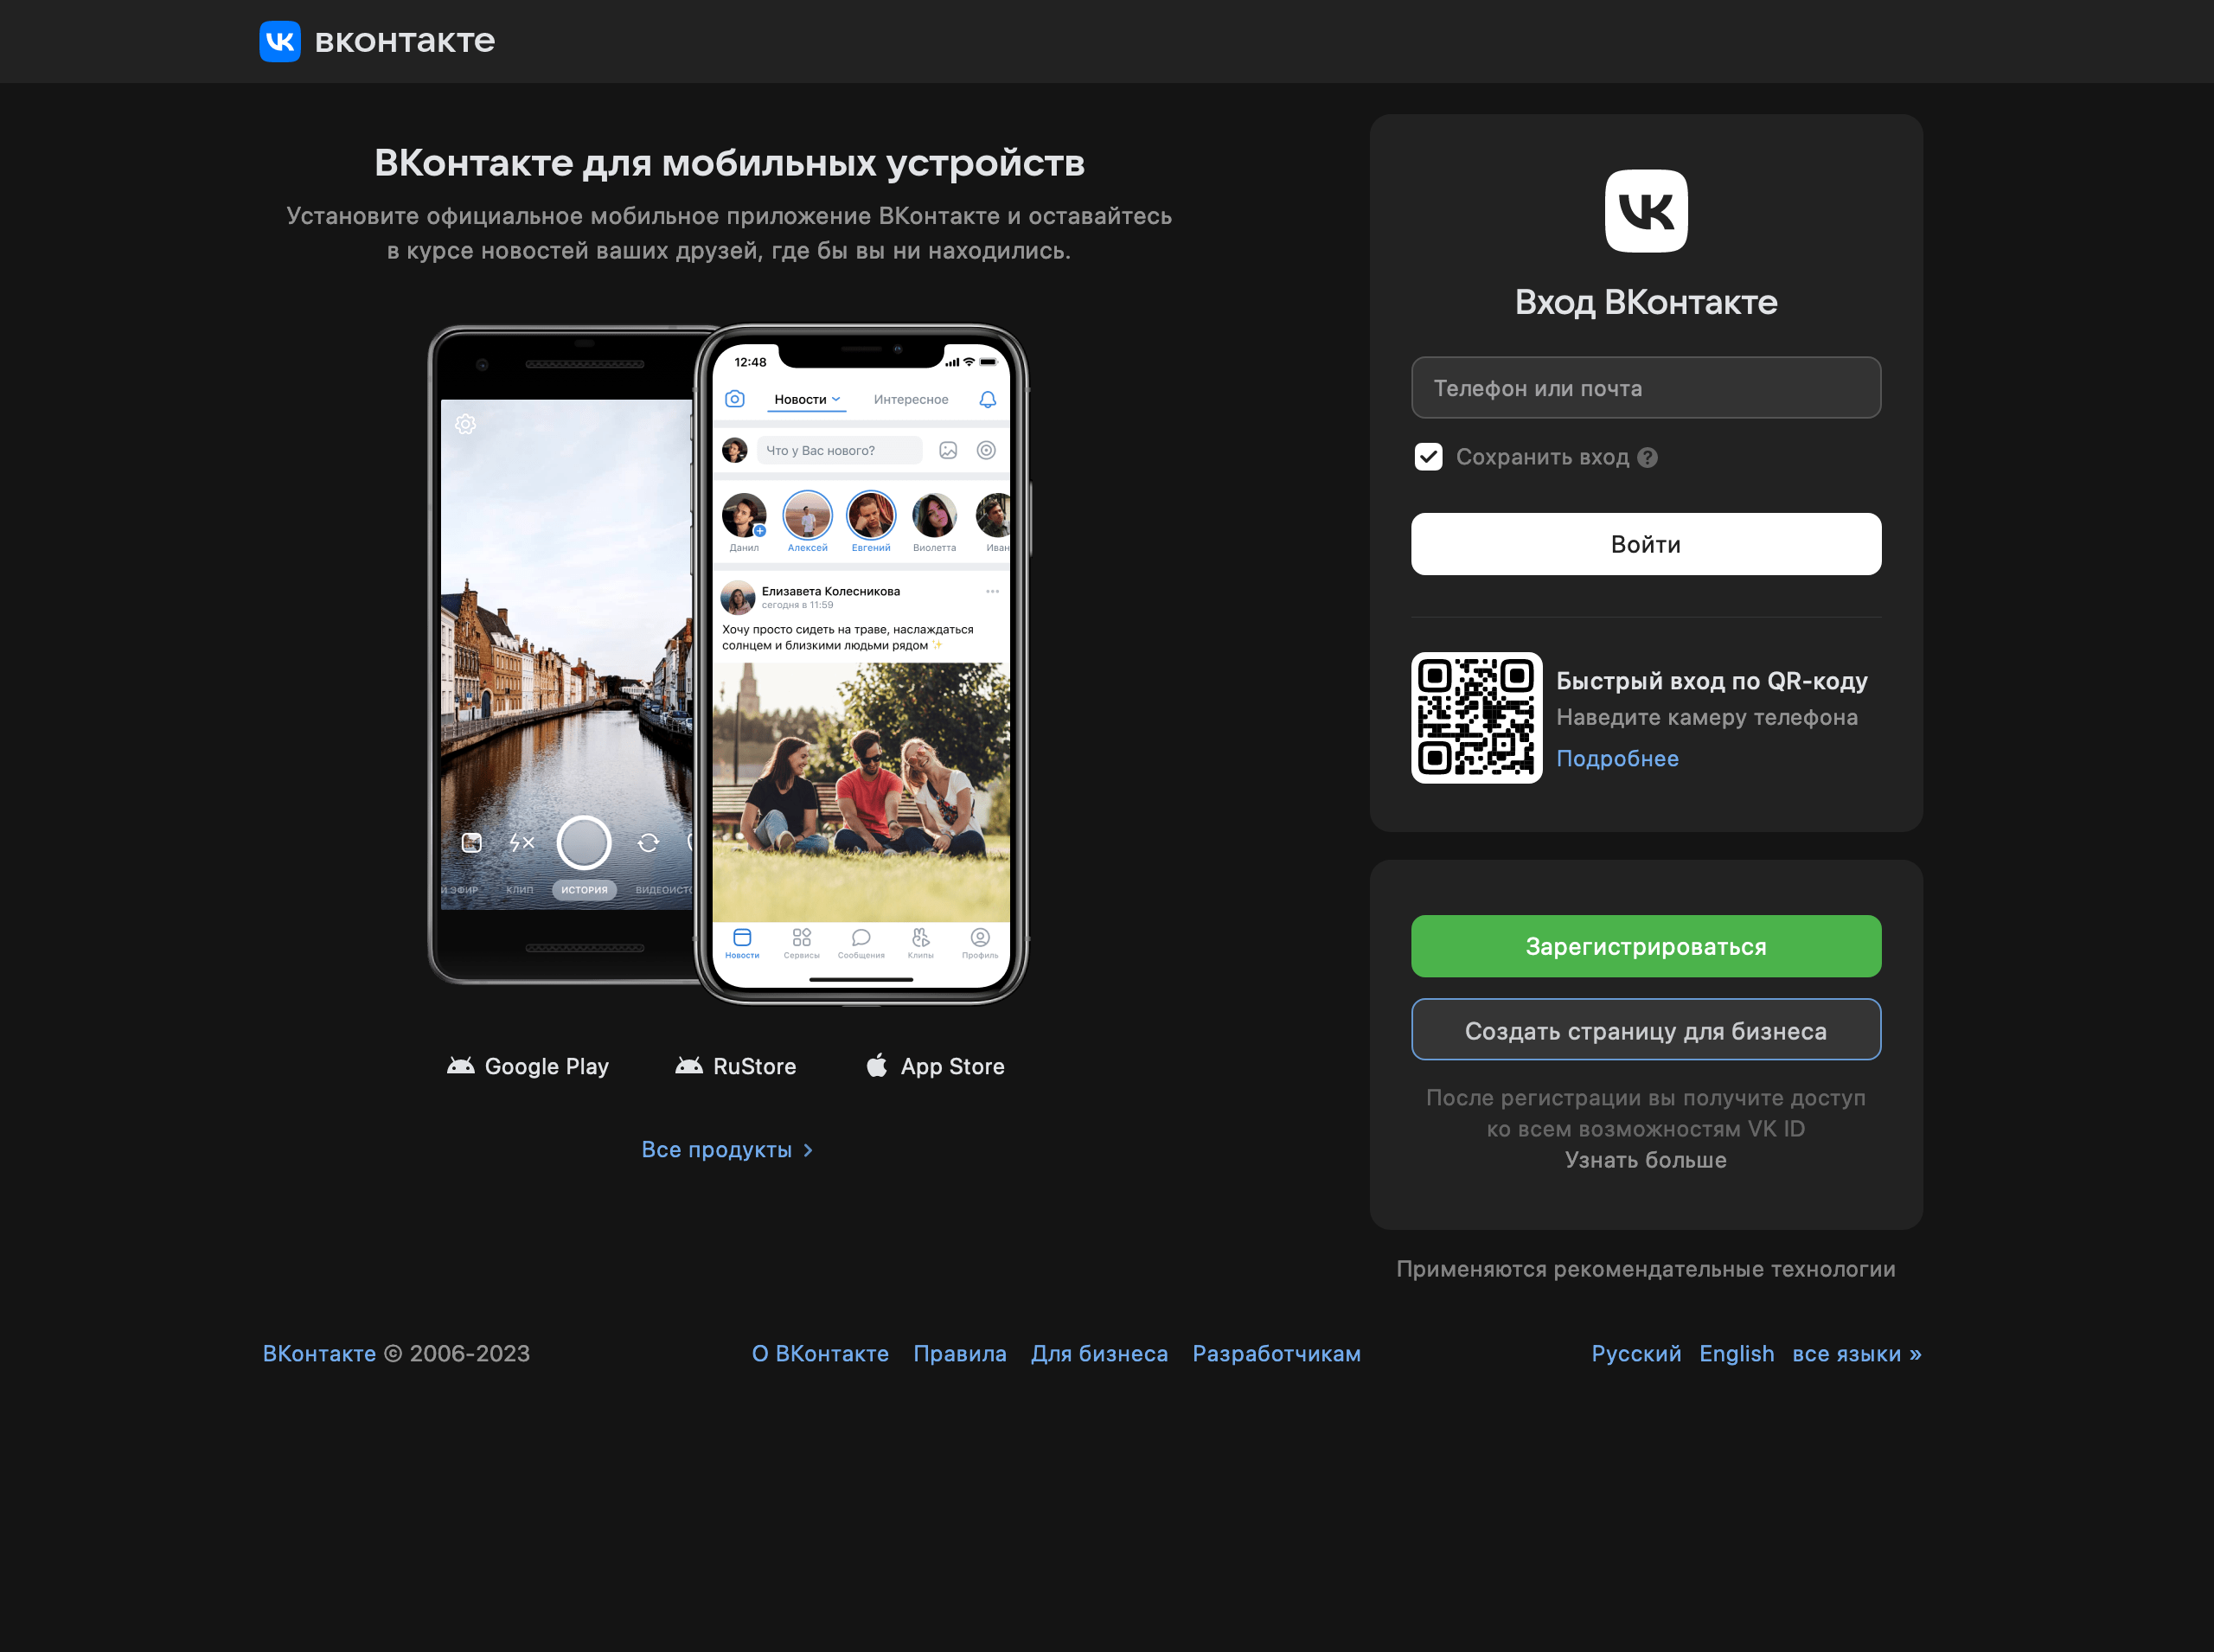 вконтакте
ВКонтакте для мобильных устройств
Установите официальное мобильное приложение ВКонтакте и оставайтесь
в курсе новостей ваших друзей, где бы вы ни находились.
12:48
Новости
Интересное
Что у Вас нового?
Данил
Алексей
Евгений
Виолетта
Иван
Елизавета Колесникова
сегодня в 11:59
Хочу просто сидеть на траве, наслаждаться
солнцем и близкими людьми рядом ✨
Й ЭФИР
КЛИП
ИСТОРИЯ
ВИДЕОИСТО
Новости
Сервисы
Сообщения
Клипы
Профиль
Google Play
RuStore
App Store
Все продукты
Вход ВКонтакте
Телефон или почта
Сохранить вход
Войти
Быстрый вход по QR-коду
Наведите камеру телефона
Подробнее
Зарегистрироваться
Создать страницу для бизнеса
После регистрации вы получите доступ
ко всем возможностям VK ID
Узнать больше
Применяются рекомендательные технологии
ВКонтакте © 2006-2023
О ВКонтакте Правила Для бизнеса Разработчикам
Русский English все языки »